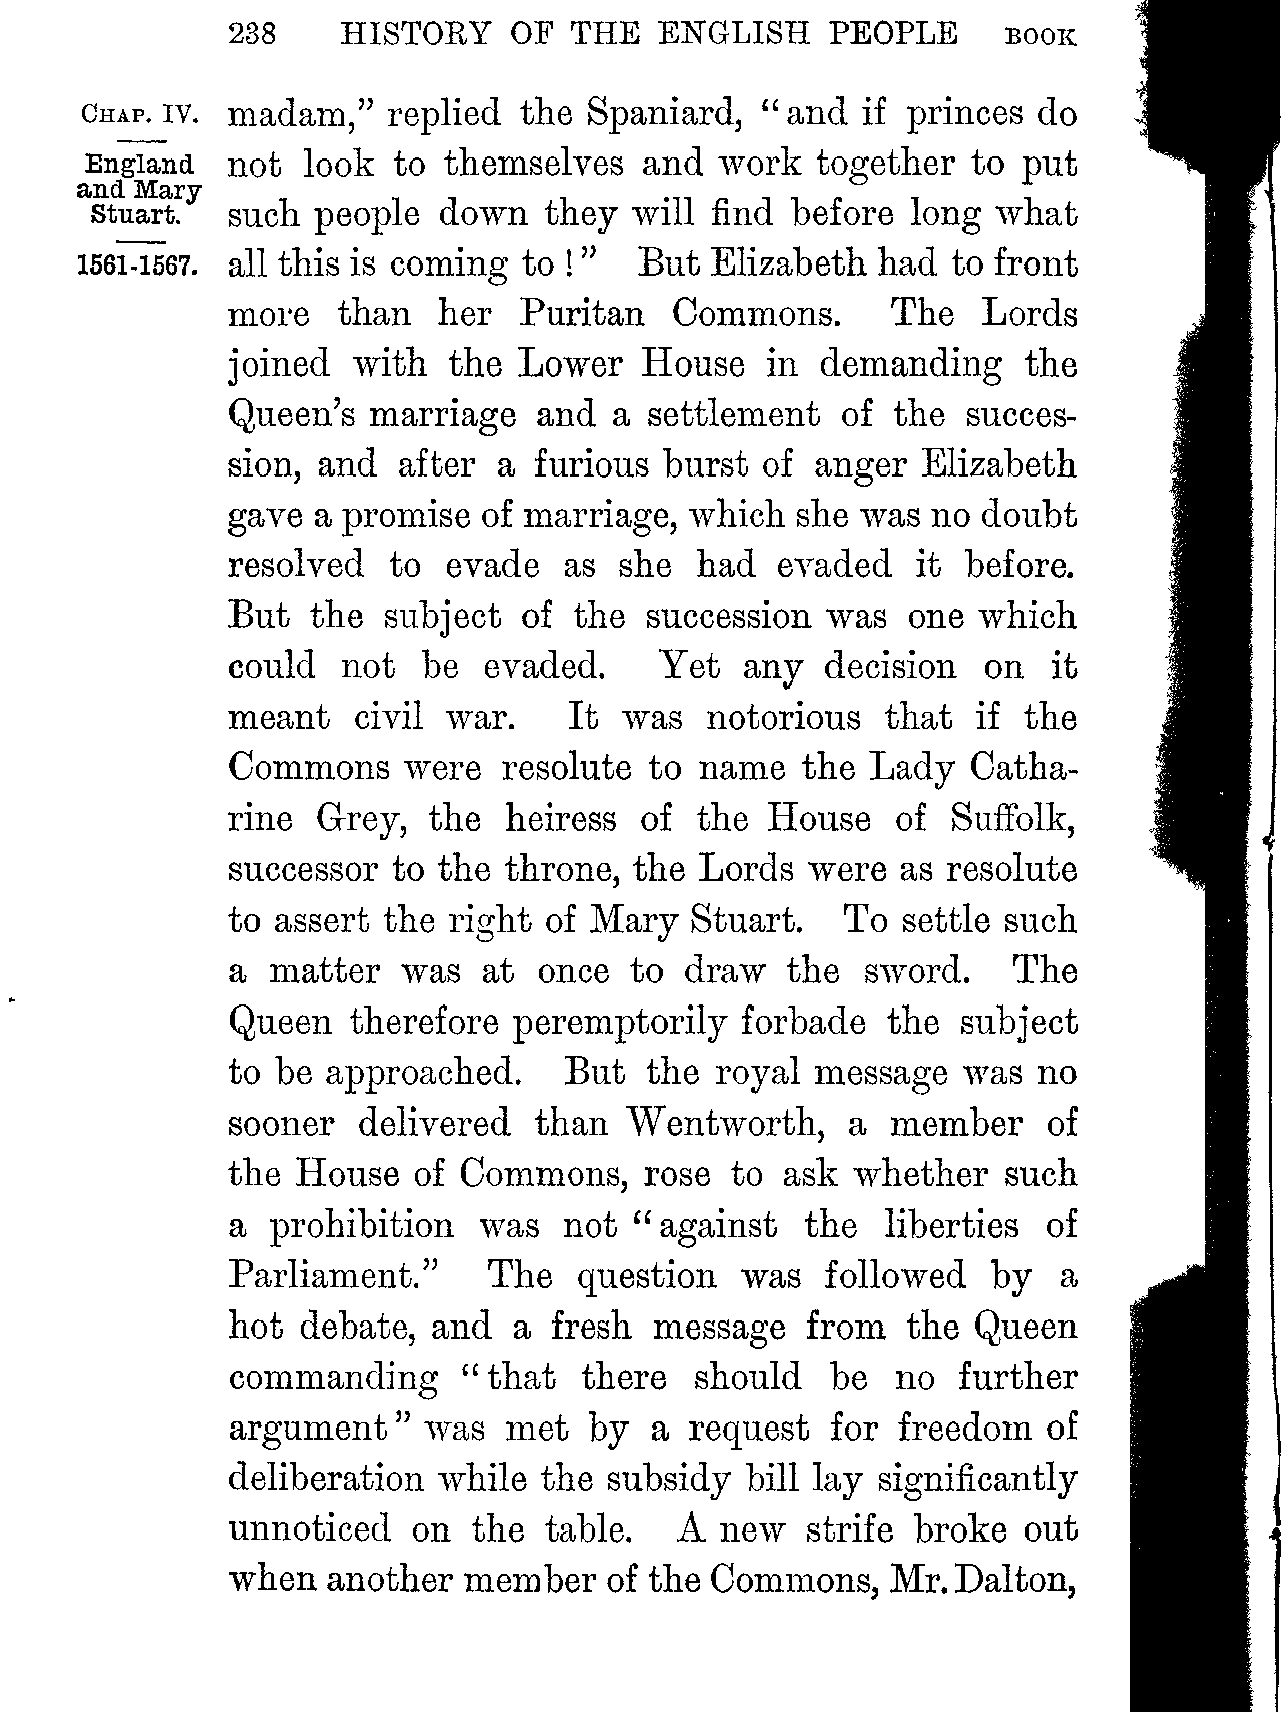 238 HISTORY OF THE ENGLISH PEOPLE BOOK
CHAP. IV.
England
and Mary
Stuart.
1561-1567.
madam,” replied the Spaniard, “and if princes do
not look to themselves and work together to put
such people down they will find before long what
all this is coming to!” But Elizabeth had to front
more than her Puritan Commons. The Lords
joined with the Lower House in demanding the
Queen’s marriage and a settlement of the succes-
sion, and after a furious burst of anger Elizabeth
gave a promise of marriage, which she was no doubt
resolved to evade as she had evaded it before.
But the subject of the succession was one which
could not be evaded. Yet any decision on it
meant civil war. It was notorious that if the
Commons were resolute to name the Lady Catha-
rine Grey, the heiress of the House of Suffolk,
successor to the throne, the Lords were as resolute
to assert the right of Mary Stuart. To settle such
a matter was at once to draw the sword. The
Queen therefore peremptorily forbade the subject
to be approached. But the royal message was no
sooner delivered than Wentworth, a member of
the House of Commons, rose to ask whether such
a prohibition was not “against the liberties of
Parliament.” The question was followed by a
hot debate, and a fresh message from the Queen
commanding “that there should be no further
argument” was met by a request for freedom of
deliberation while the subsidy bill lay significantly
unnoticed on the table. A new strife broke out
when another member of the Commons, Mr. Dalton,